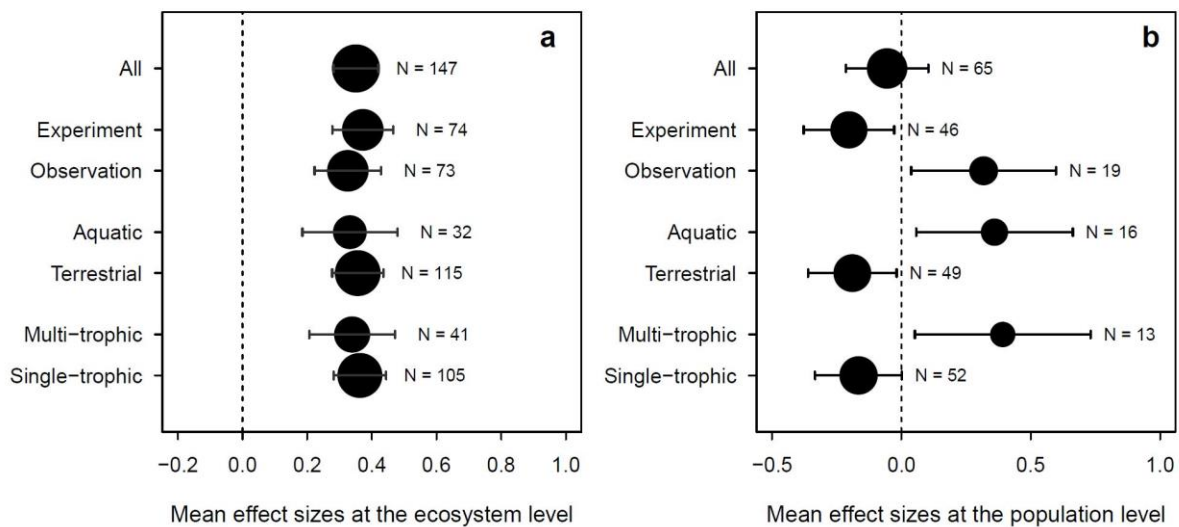 a
All
N = 147
Experiment
N = 74
Observation
N = 73
Aquatic
N = 32
Terrestrial
N = 115
Multi−trophic
N = 41
Single−trophic
N = 105
−0.2 0.0 0.2 0.4 0.6 0.8 1.0
Mean effect sizes at the ecosystem level
b
All
N = 65
Experiment
N = 46
Observation
N = 19
Aquatic
N = 16
Terrestrial
N = 49
Multi−trophic
N = 13
Single−trophic
N = 52
−0.5 0.0 0.5 1.0
Mean effect sizes at the population level